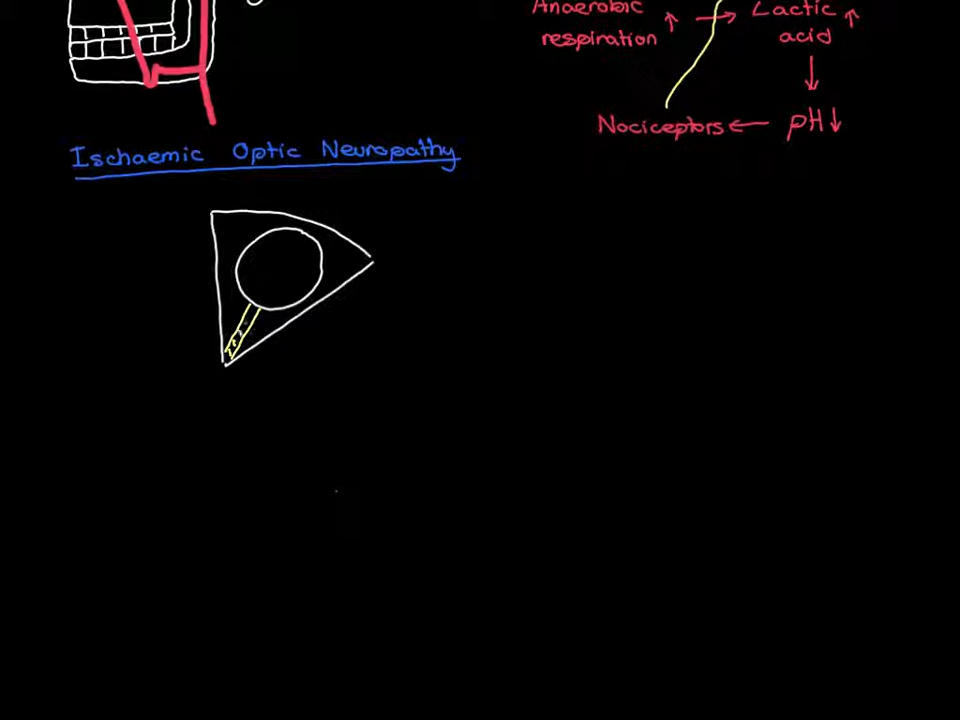 Anaerobic ↑ → Lactic ↑
respiration acid
↓
Nociceptors ← pH↓
Ischaemic Optic Neuropathy